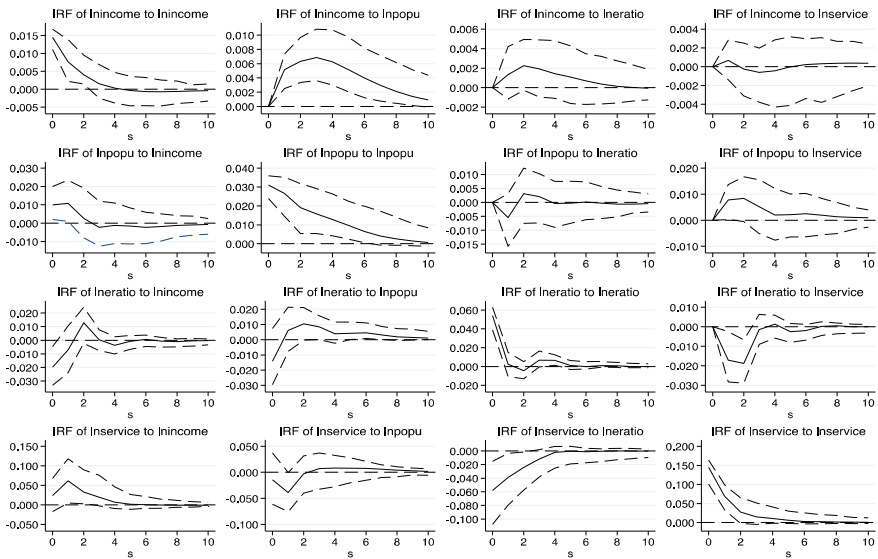 IRF of lnincome to lnincome
0.015
0.010
0.005
0.000
-0.005
0 2 4 6 8 10
s
IRF of lnincome to lnpopu
0.010
0.008
0.006
0.004
0.002
0.000
0 2 4 6 8 10
s
IRF of lnincome to lneratio
0.006
0.004
0.002
0.000
-0.002
0 2 4 6 8 10
s
IRF of lnincome to lnservice
0.004
0.002
0.000
-0.002
-0.004
0 2 4 6 8 10
s
IRF of lnpopu to lnincome
0.030
0.020
0.010
0.000
-0.010
0 2 4 6 8 10
s
IRF of lnpopu to lnpopu
0.040
0.030
0.020
0.010
0.000
0 2 4 6 8 10
s
IRF of lnpopu to lneratio
0.010
0.005
0.000
-0.005
-0.010
-0.015
0 2 4 6 8 10
s
IRF of lnpopu to lnservice
0.020
0.010
0.000
-0.010
0 2 4 6 8 10
s
IRF of lneratio to lnincome
0.020
0.010
0.000
-0.010
-0.020
-0.030
0 2 4 6 8 10
s
IRF of lneratio to lnpopu
0.020
0.010
0.000
-0.010
-0.020
-0.030
0 2 4 6 8 10
s
IRF of lneratio to lneratio
0.060
0.040
0.020
0.000
-0.020
0 2 4 6 8 10
s
IRF of lneratio to lnservice
0.010
0.000
-0.010
-0.020
-0.030
0 2 4 6 8 10
s
IRF of lnservice to lnincome
0.150
0.100
0.050
0.000
-0.050
0 2 4 6 8 10
s
IRF of lnservice to lnpopu
0.050
0.000
-0.050
-0.100
0 2 4 6 8 10
s
IRF of lnservice to lneratio
0.000
-0.020
-0.040
-0.060
-0.080
-0.100
0 2 4 6 8 10
s
IRF of lnservice to lnservice
0.200
0.150
0.100
0.050
0.000
0 2 4 6 8 10
s